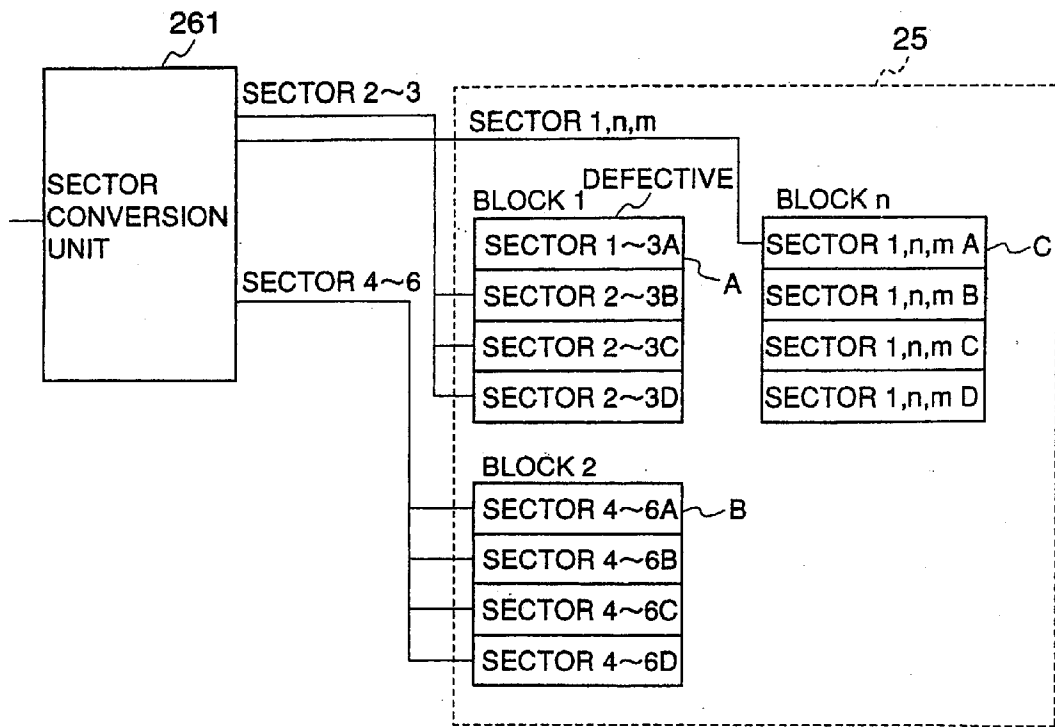 261
25
SECTOR 2~3
SECTOR 1,n,m
SECTOR
CONVERSION
UNIT
DEFECTIVE
BLOCK 1
SECTOR 1~3A
A
SECTOR 2~3B
SECTOR 2~3C
SECTOR 2~3D
BLOCK n
SECTOR 1,n,m A
C
SECTOR 1,n,m B
SECTOR 1,n,m C
SECTOR 1,n,m D
SECTOR 4~6
BLOCK 2
SECTOR 4~6A
B
SECTOR 4~6B
SECTOR 4~6C
SECTOR 4~6D